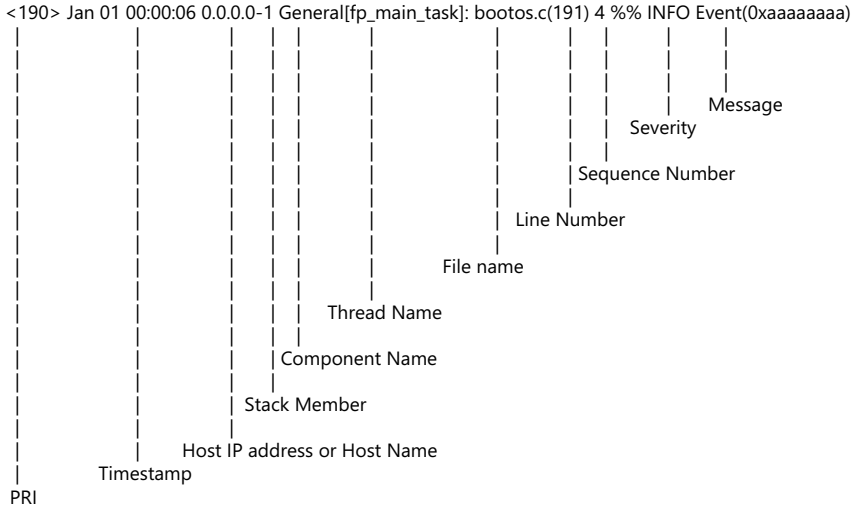 <190> Jan 01 00:00:06 0.0.0.0-1 General[fp_main_task]: bootos.c(191) 4 %% INFO Event(0xaaaaaaaa)
Message
Severity
Sequence Number
Line Number
File name
Thread Name
Component Name
Stack Member
Host IP address or Host Name
Timestamp
PRI